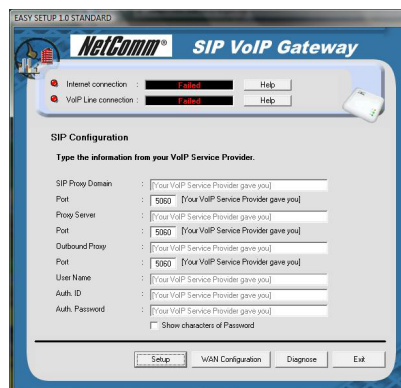 EASY SETUP 1.0 STANDARD
NetComm® SIP VoIP Gateway
Internet connection : Failed Help
VoIP Line connection : Failed Help
SIP Configuration
Type the information from your VoIP Service Provider.
SIP Proxy Domain : [Your VoIP Service Provider gave you]
Port : 5060 [Your VoIP Service Provider gave you]
Proxy Server : [Your VoIP Service Provider gave you]
Port : 5060 [Your VoIP Service Provider gave you]
Outbound Proxy : [Your VoIP Service Provider gave you]
Port : 5060 [Your VoIP Service Provider gave you]
User Name : [Your VoIP Service Provider gave you]
Auth. ID : [Your VoIP Service Provider gave you]
Auth. Password : [Your VoIP Service Provider gave you]
Show characters of Password
Setup WAN Configuration Diagnose Exit